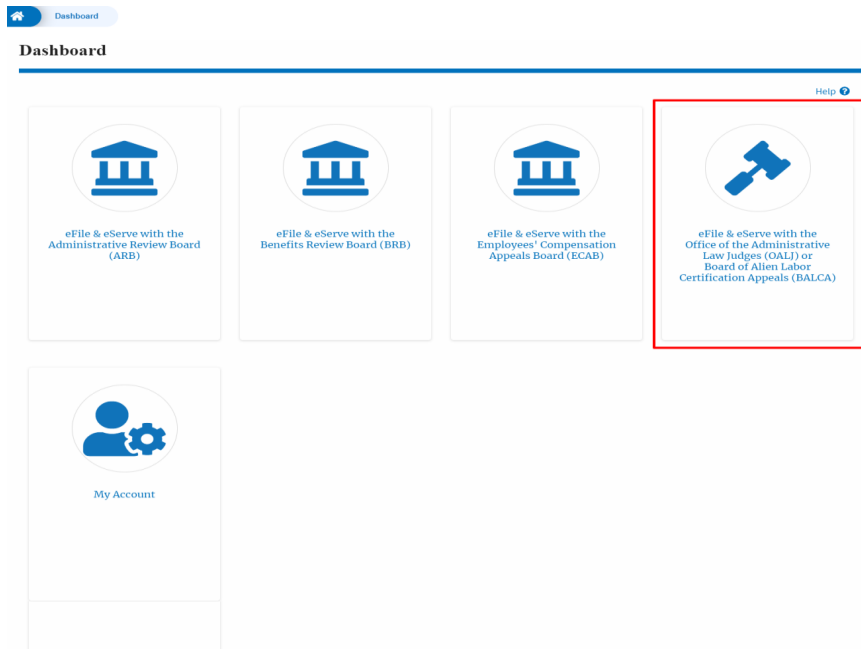 Dashboard
Dashboard
Help
eFile & eServe with the
Administrative Review Board
(ARB)
eFile & eServe with the
Benefits Review Board (BRB)
eFile & eServe with the
Employees' Compensation
Appeals Board (ECAB)
eFile & eServe with the
Office of the Administrative
Law Judges (OALJ) or
Board of Alien Labor
Certification Appeals (BALCA)
My Account